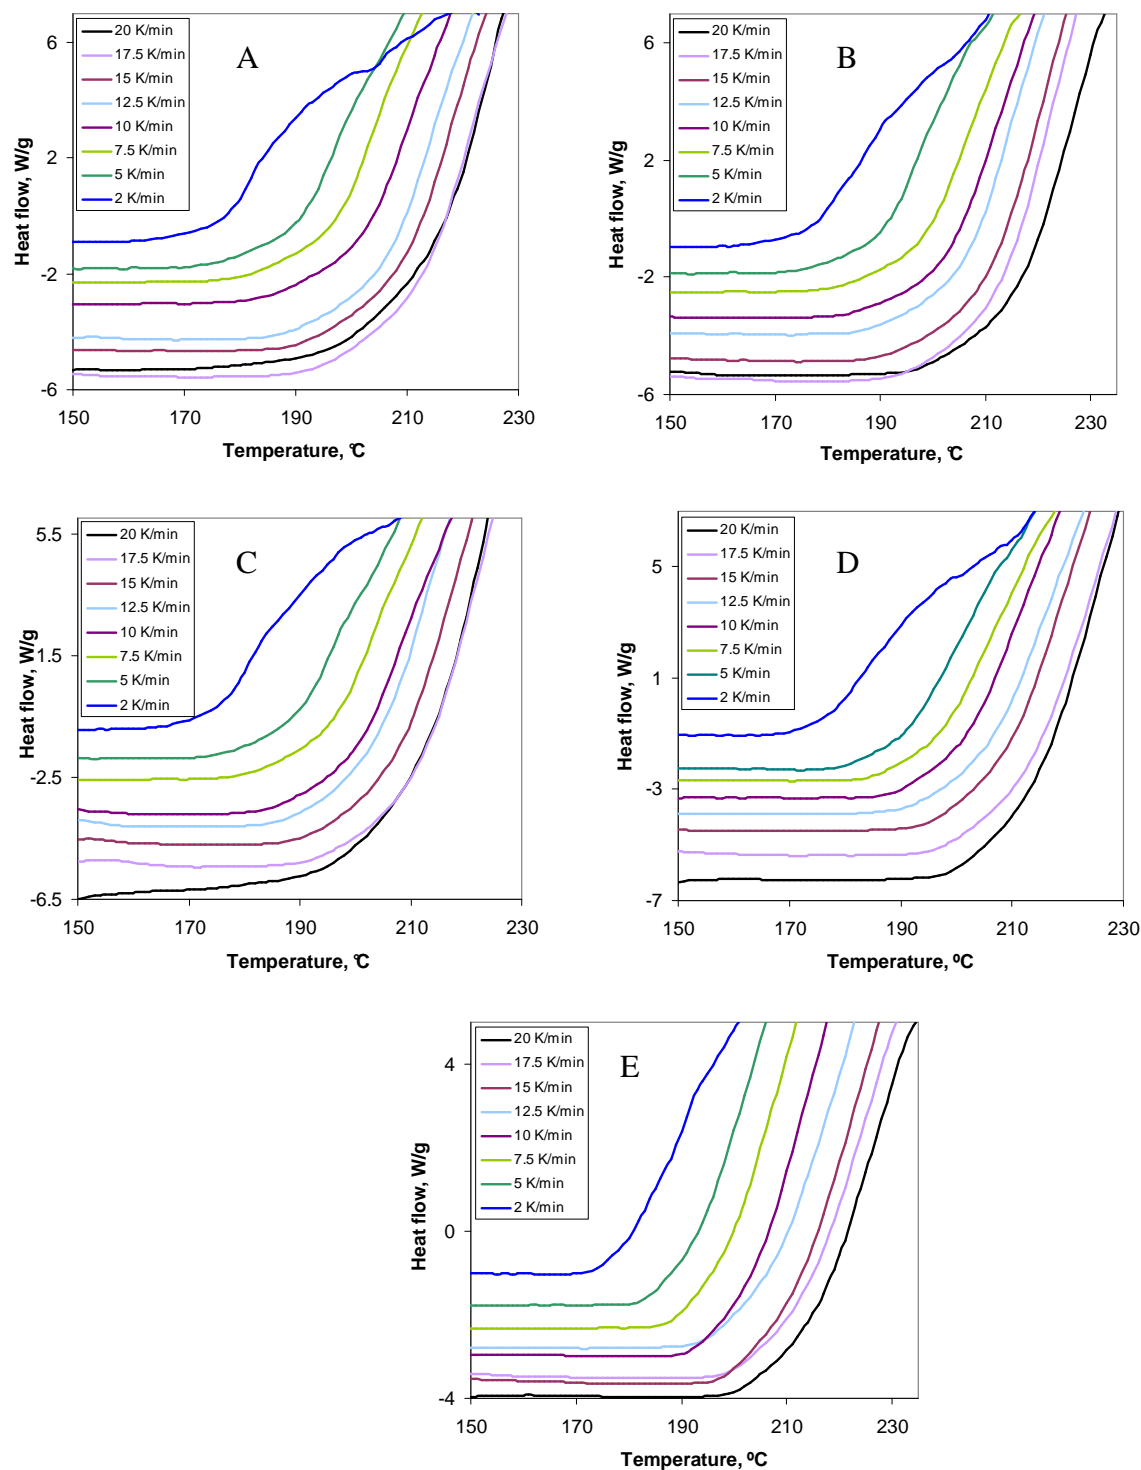 20 K/min
17.5 K/min
15 K/min
12.5 K/min
10 K/min
7.5 K/min
5 K/min
2 K/min
A
6
2
-2
-6
Heat flow, W/g
150 170 190 210 230
Temperature, °C
20 K/min
17.5 K/min
15 K/min
12.5 K/min
10 K/min
7.5 K/min
5 K/min
2 K/min
B
6
2
-2
-6
Heat flow, W/g
150 170 190 210 230
Temperature, °C
20 K/min
17.5 K/min
15 K/min
12.5 K/min
10 K/min
7.5 K/min
5 K/min
2 K/min
C
5.5
1.5
-2.5
-6.5
Heat flow, W/g
150 170 190 210 230
Temperature, °C
20 K/min
17.5 K/min
15 K/min
12.5 K/min
10 K/min
7.5 K/min
5 K/min
2 K/min
D
5
1
-3
-7
Heat flow, W/g
150 170 190 210 230
Temperature, ºC
20 K/min
17.5 K/min
15 K/min
12.5 K/min
10 K/min
7.5 K/min
5 K/min
2 K/min
E
4
0
-4
Heat flow, W/g
150 170 190 210 230
Temperature, ºC